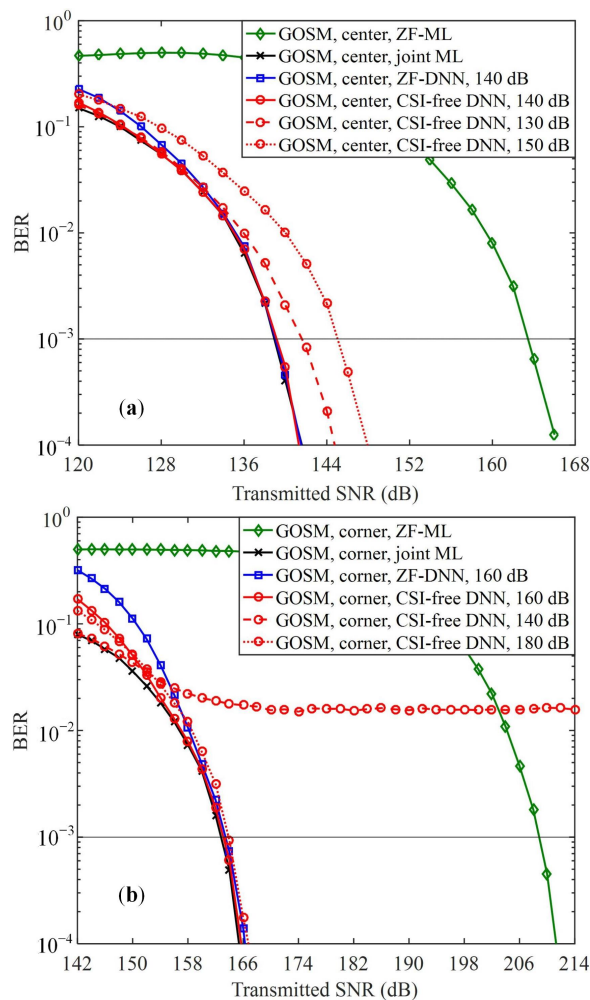 GOSM, center, ZF-ML
GOSM, center, joint ML
GOSM, center, ZF-DNN, 140 dB
GOSM, center, CSI-free DNN, 140 dB
GOSM, center, CSI-free DNN, 130 dB
GOSM, center, CSI-free DNN, 150 dB
10^0
10^-1
10^-2
10^-3
10^-4
BER
(a)
120 128 136 144 152 160 168
Transmitted SNR (dB)
GOSM, corner, ZF-ML
GOSM, corner, joint ML
GOSM, corner, ZF-DNN, 160 dB
GOSM, corner, CSI-free DNN, 160 dB
GOSM, corner, CSI-free DNN, 140 dB
GOSM, corner, CSI-free DNN, 180 dB
10^0
10^-1
10^-2
10^-3
10^-4
BER
(b)
142 150 158 166 174 182 190 198 206 214
Transmitted SNR (dB)